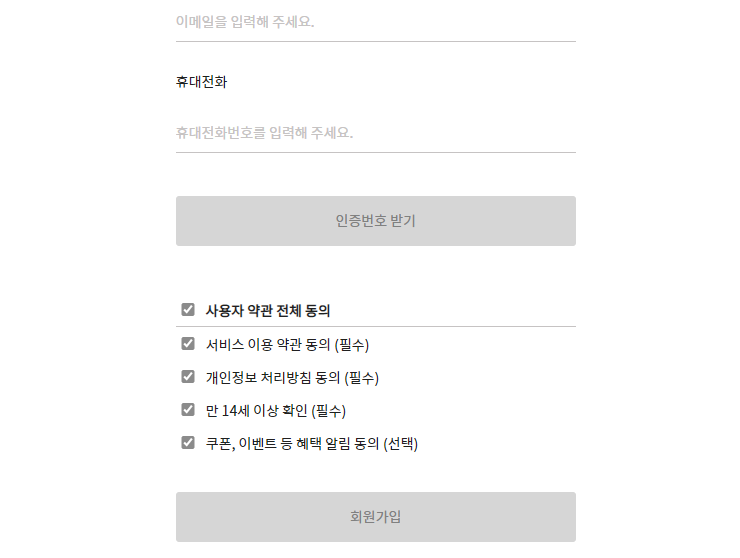 이메일을 입력해 주세요.
휴대전화
휴대전화번호를 입력해 주세요.
인증번호 받기
사용자 약관 전체 동의
서비스 이용 약관 동의 (필수)
개인정보 처리방침 동의 (필수)
만 14세 이상 확인 (필수)
쿠폰, 이벤트 등 혜택 알림 동의 (선택)
회원가입